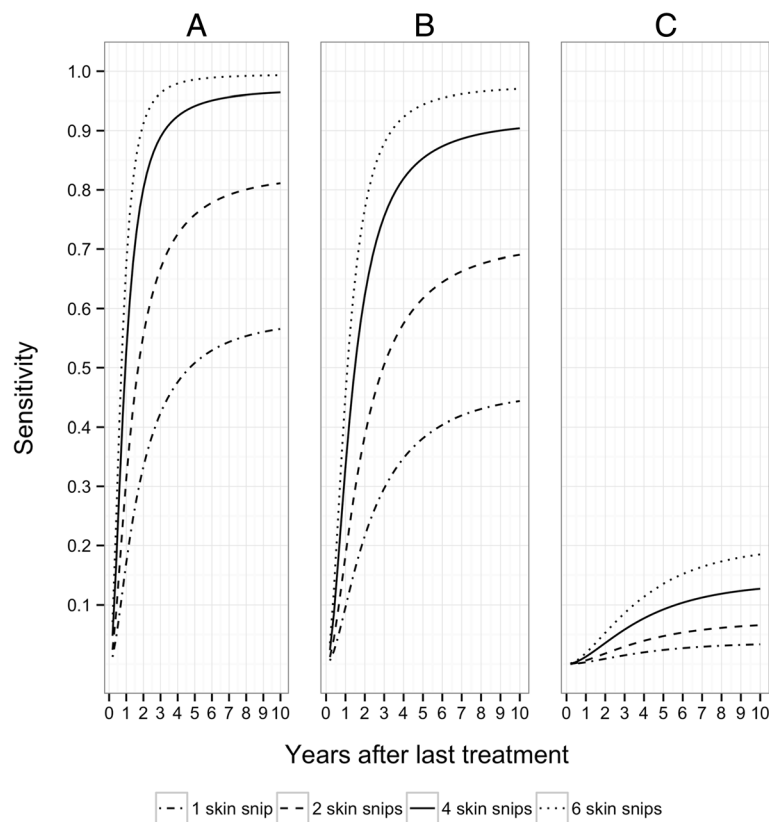 A B C
1.0
0.9
0.8
0.7
0.6
0.5
0.4
0.3
0.2
0.1
Sensitivity
0 1 2 3 4 5 6 7 8 9 10 0 1 2 3 4 5 6 7 8 9 10 0 1 2 3 4 5 6 7 8 9 10
Years after last treatment
1 skin snip 2 skin snips 4 skin snips 6 skin snips